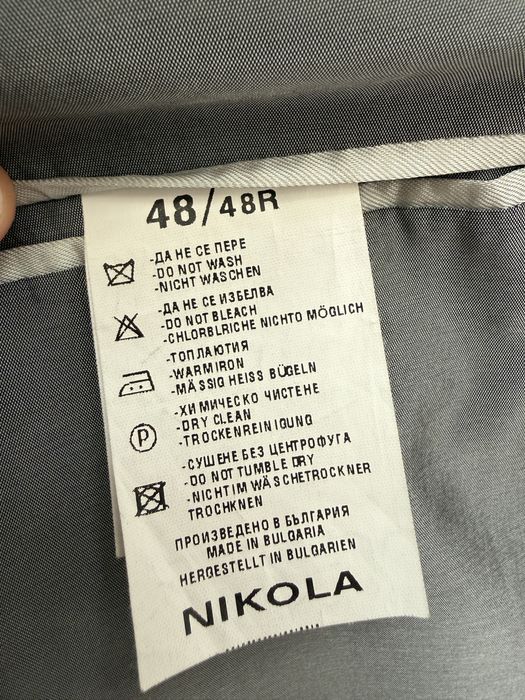 48/48R
-ДА НЕ СЕ ПЕРЕ
-DO NOT WASH
-NICHT WASCHEN
-ДА НЕ СЕ ИЗБЕЛВА
-DO NOT BLEACH
-CHLORBLRICHE NICHTO MÖGLICH
-ТОПЛАЮТИЯ
-WARM IRON
-MÄSSIG HEISS BÜGELN
P
-ХИМИЧЕСКО ЧИСТЕНЕ
-DRY CLEAN
-TROCKENREINIGUNG
-СУШЕНЕ БЕЗ ЦЕНТРОФУГА
-DO NOT TUMBLE DRY
-NICHT IM WÄSCHETROCKNER
TROCHKNEN
ПРОИЗВЕДЕНО В БЪЛГАРИЯ
MADE IN BULGARIA
HERGESTELLT IN BULGARIEN
NIKOLA